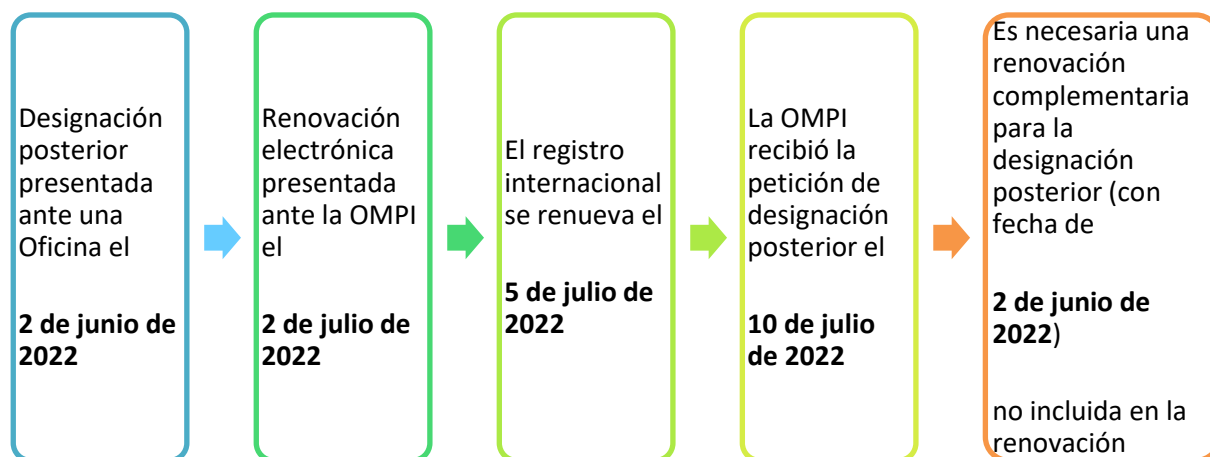 Designación
posterior
presentada
ante una
Oficina el
2 de junio de
2022
Renovación
electrónica
presentada
ante la OMPI
el
2 de julio de
2022
El registro
internacional
se renueva el
5 de julio de
2022
La OMPI
recibió la
petición de
designación
posterior el
10 de julio
de 2022
Es necesaria una
renovación
complementaria
para la
designación
posterior (con
fecha de
2 de junio de
2022)
no incluida en la
renovación